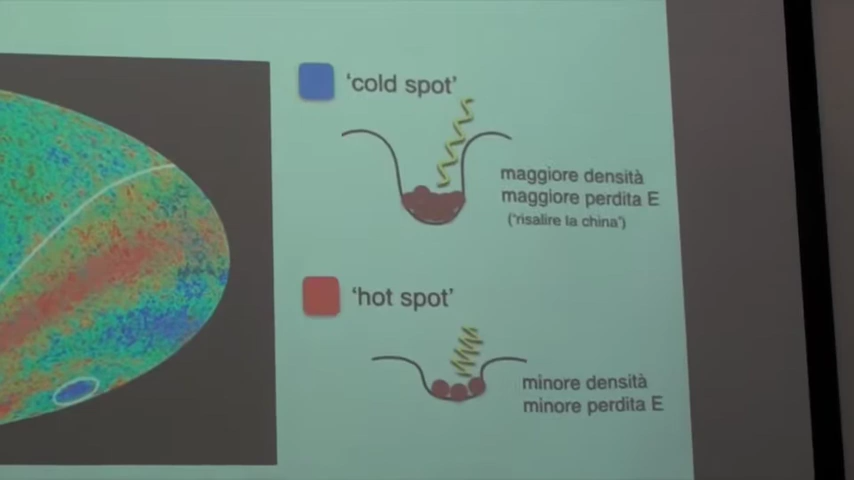 'cold spot'
maggiore densità
maggiore perdita E
('risalire la china')
'hot spot'
minore densità
minore perdita E